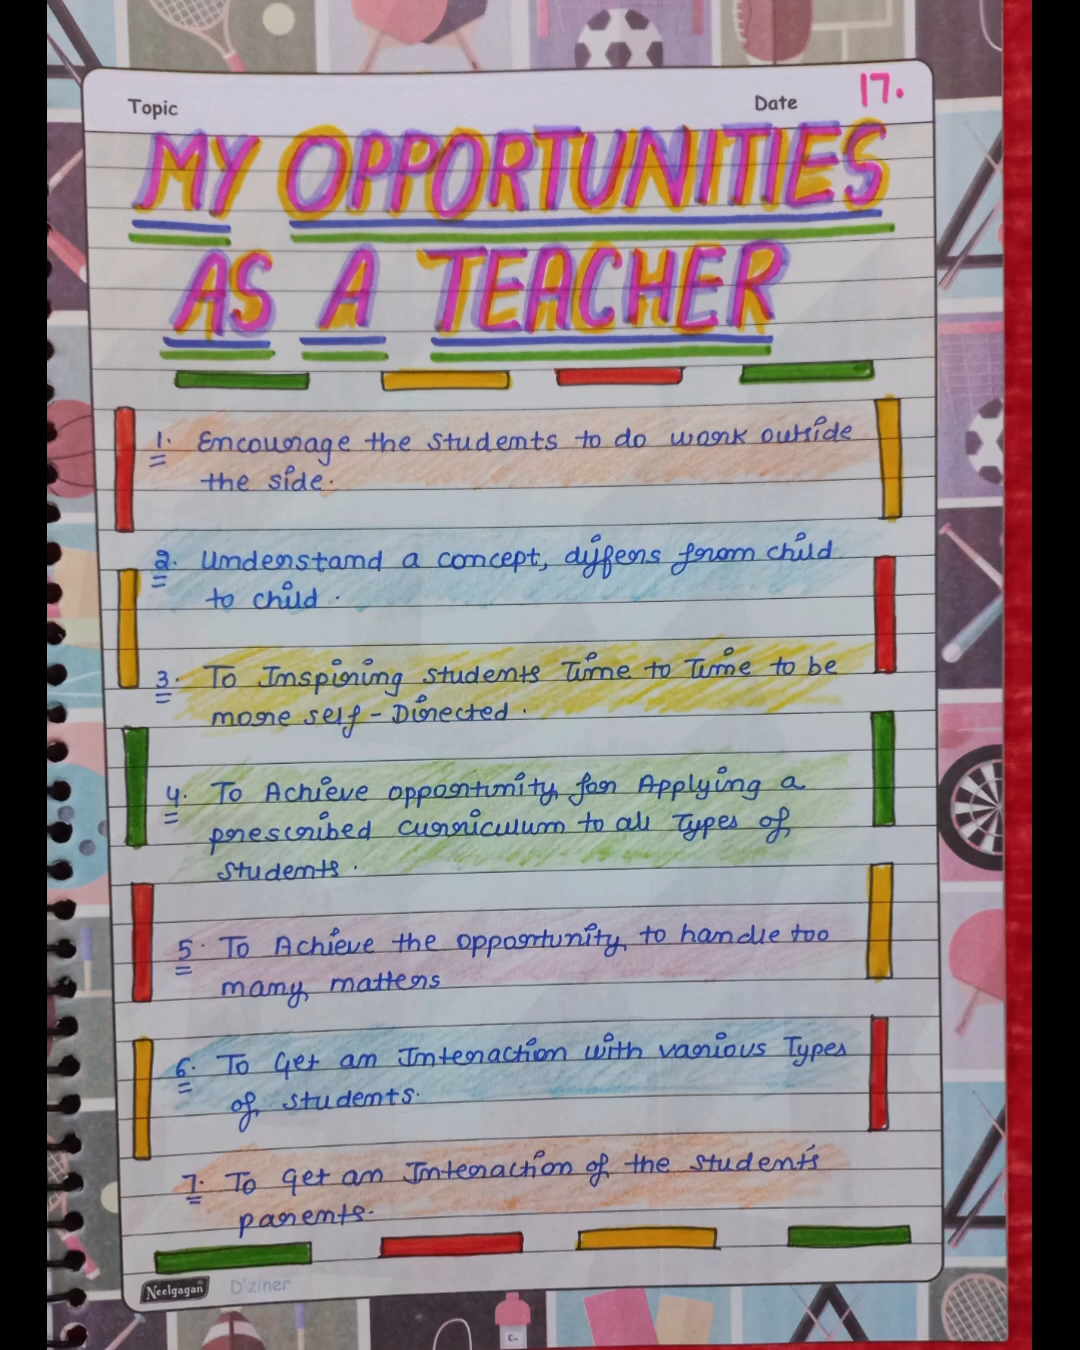 Topic
Date
17.
MY OPPORTUNITIES
AS A TEACHER
1. Encourage the students to do work outside
the side.
2. Understand a concept, differs from child
to child.
3. To Inspiring students Time to Time to be
more self-Directed.
4. To Achieve opportunity for Applying a
prescribed curriculum to all Types of
students.
5. To Achieve the opportunity to handle too
many matters
6. To Get an Interaction with various Types
of students.
7. To get an Interaction of the student's
parents.
Neelgagan D'ziner